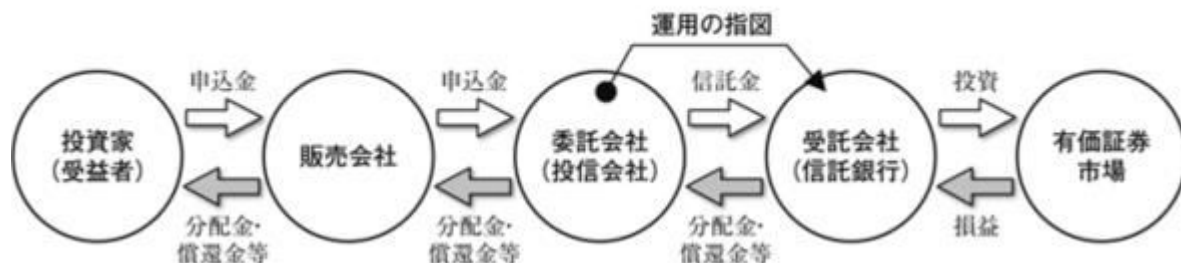 運用の指図
申込金
申込金
信託金
投資
投資家
（受益者）
販売会社
委託会社
（投信会社）
受託会社
（信託銀行）
有価証券
市場
分配金・
償還金等
分配金・
償還金等
分配金・
償還金等
損益